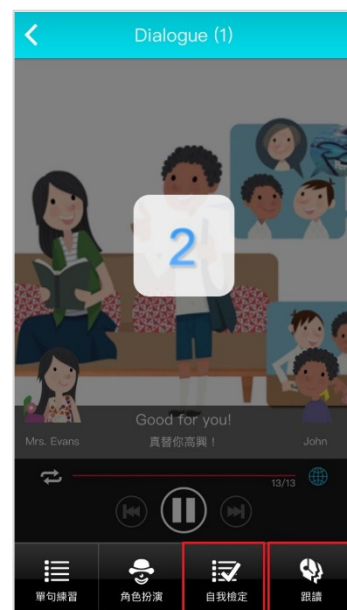 Dialogue (1)
2
Good for you!
Mrs. Evans
真替你高興！
John
13/13
單句練習
角色扮演
自我檢定
跟讀